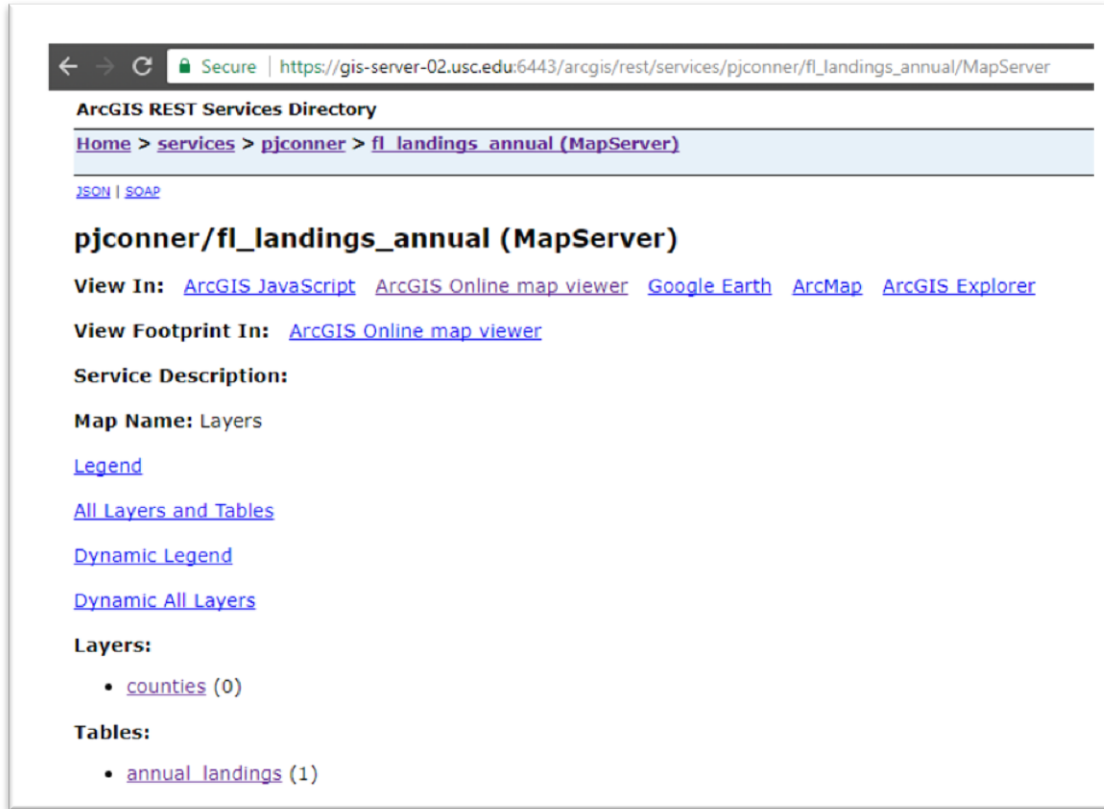 Secure | https://gis-server-02.usc.edu:6443/arcgis/rest/services/pjconner/fl_landings_annual/MapServer
ArcGIS REST Services Directory
Home > services > pjconner > fl_landings_annual (MapServer)
JSON | SOAP
pjconner/fl_landings_annual (MapServer)
View In: ArcGIS JavaScript ArcGIS Online map viewer Google Earth ArcMap ArcGIS Explorer
View Footprint In: ArcGIS Online map viewer
Service Description:
Map Name: Layers
Legend
All Layers and Tables
Dynamic Legend
Dynamic All Layers
Layers:
• counties (0)
Tables:
• annual_landings (1)